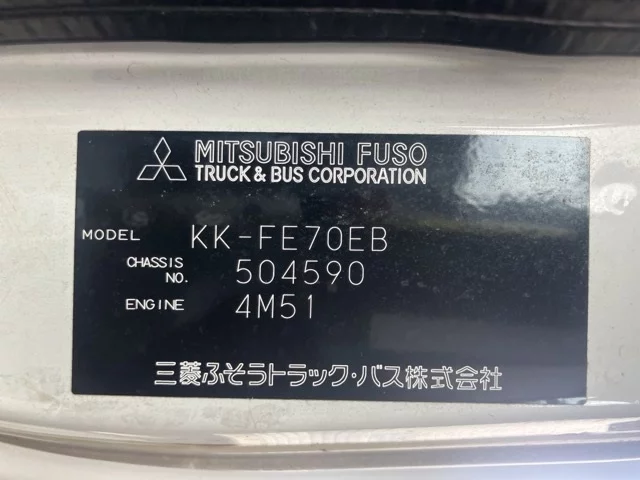 MITSUBISHI FUSO
TRUCK & BUS CORPORATION
MODEL KK-FE70EB
CHASSIS NO. 504590
ENGINE 4M51
三菱ふそうトラック・バス株式会社